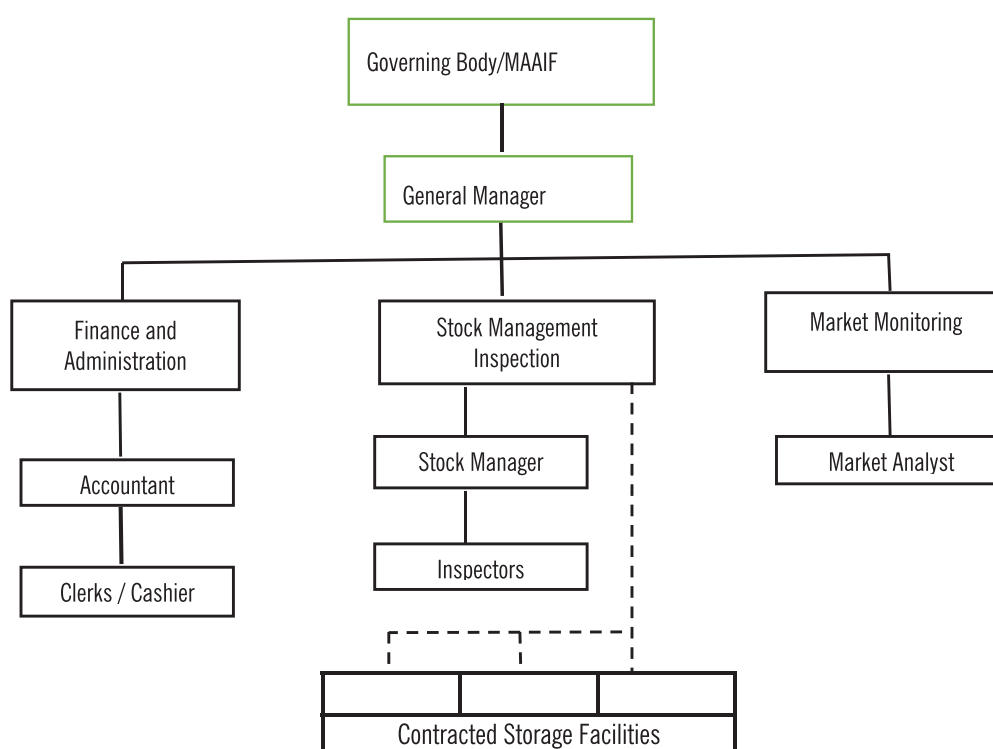 Governing Body/MAAIF
General Manager
Finance and
Administration
Stock Management
Inspection
Market Monitoring
Accountant
Stock Manager
Market Analyst
Clerks / Cashier
Inspectors
Contracted Storage Facilities